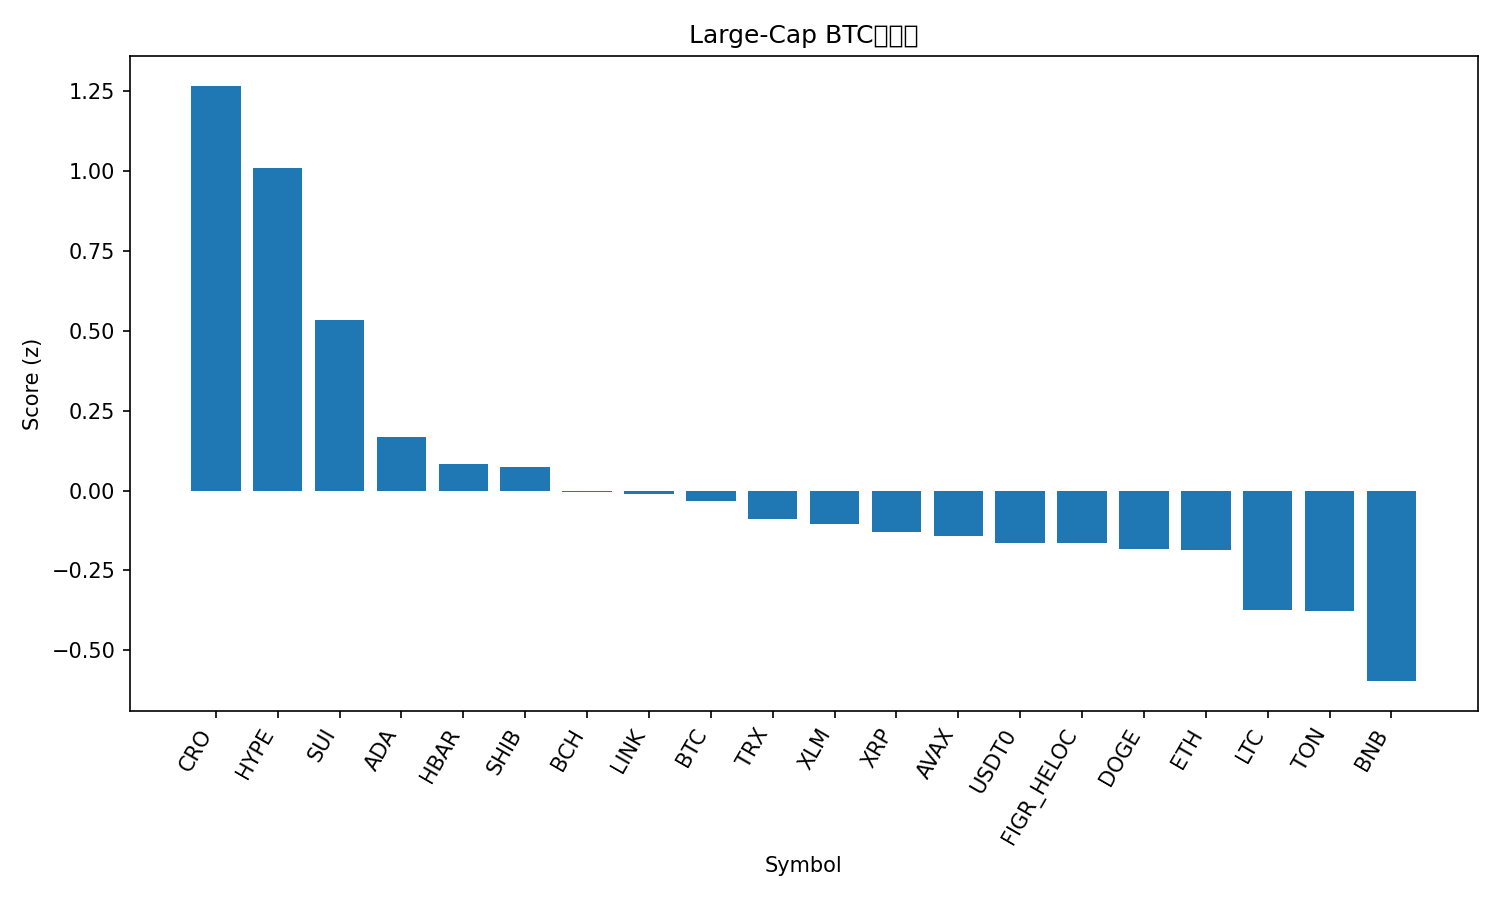 Large-Cap BTC
1.25
1.00
0.75
0.50
0.25
0.00
−0.25
−0.50
Score (z)
CRO
HYPE
SUI
ADA
HBAR
SHIB
BCH
LINK
BTC
TRX
XLM
XRP
AVAX
USDT0
FIGR_HELOC
DOGE
ETH
LTC
TON
BNB
Symbol